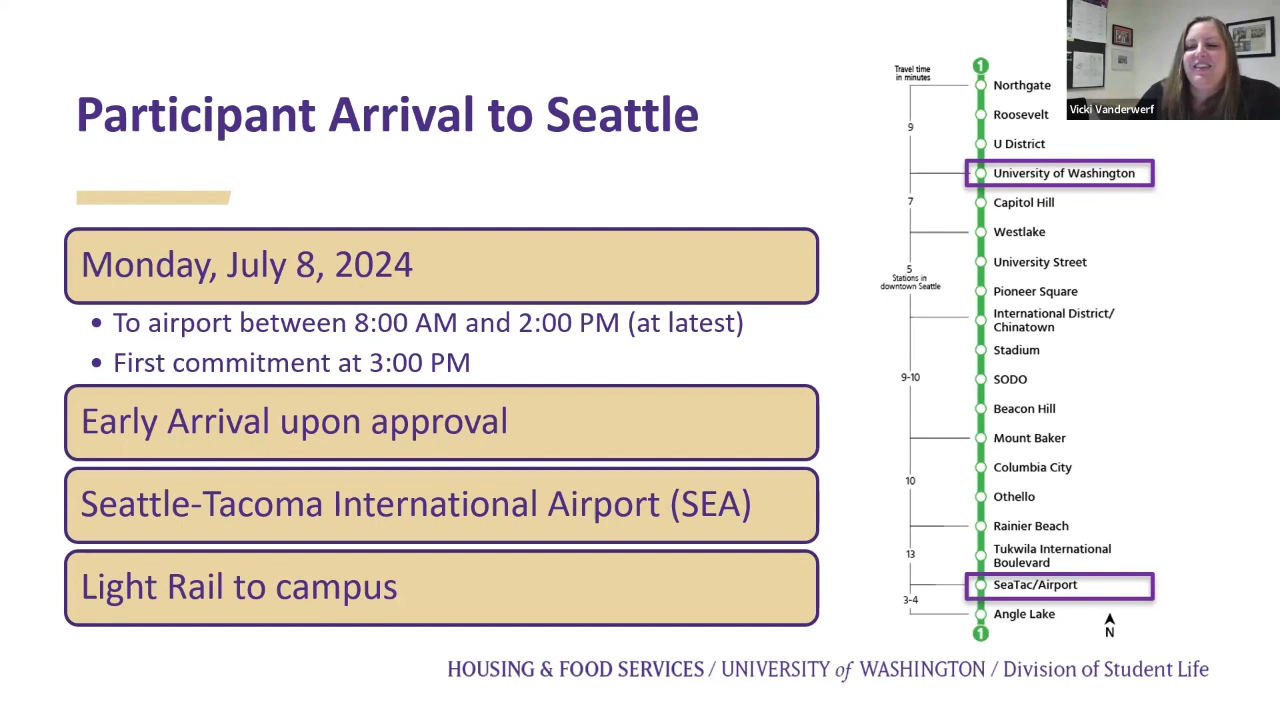 Participant Arrival to Seattle
Monday, July 8, 2024
• To airport between 8:00 AM and 2:00 PM (at latest)
• First commitment at 3:00 PM
Early Arrival upon approval
Seattle-Tacoma International Airport (SEA)
Light Rail to campus
Travel time
in minutes
9
7
5
Stations in
downtown Seattle
9-10
10
13
3-4
1
Northgate
Roosevelt
U District
University of Washington
Capitol Hill
Westlake
University Street
Pioneer Square
International District/
Chinatown
Stadium
SODO
Beacon Hill
Mount Baker
Columbia City
Othello
Rainier Beach
Tukwila International
Boulevard
SeaTac/Airport
Angle Lake
1
N
Vicki Vanderwerf
HOUSING & FOOD SERVICES / UNIVERSITY of WASHINGTON / Division of Student Life